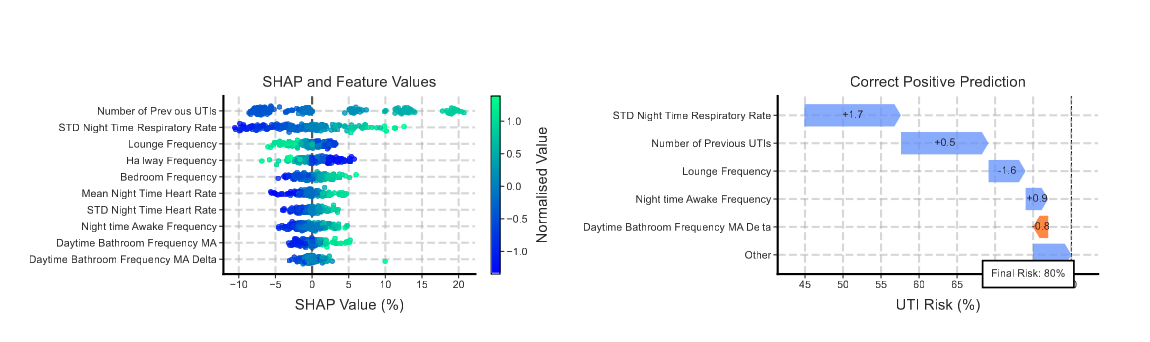 SHAP and Feature Values
Number of Prev ous UTIs
STD Night Time Respiratory Rate
Lounge Frequency
Ha lway Frequency
Bedroom Frequency
Mean Night Time Heart Rate
STD Night Time Heart Rate
Night time Awake Frequency
Daytime Bathroom Frequency MA
Daytime Bathroom Frequency MA Delta
−10 −5 0 5 10 15 20
SHAP Value (%)
1.0
0.5
0.0
−0.5
−1.0
Normalised Value
Correct Positive Prediction
STD Night Time Respiratory Rate
Number of Previous UTIs
Lounge Frequency
Night time Awake Frequency
Daytime Bathroom Frequency MA De ta
Other
+1.7
+0.5
-1.6
+0.9
-0.8
Final Risk: 80%
45 50 55 60 65
UTI Risk (%)